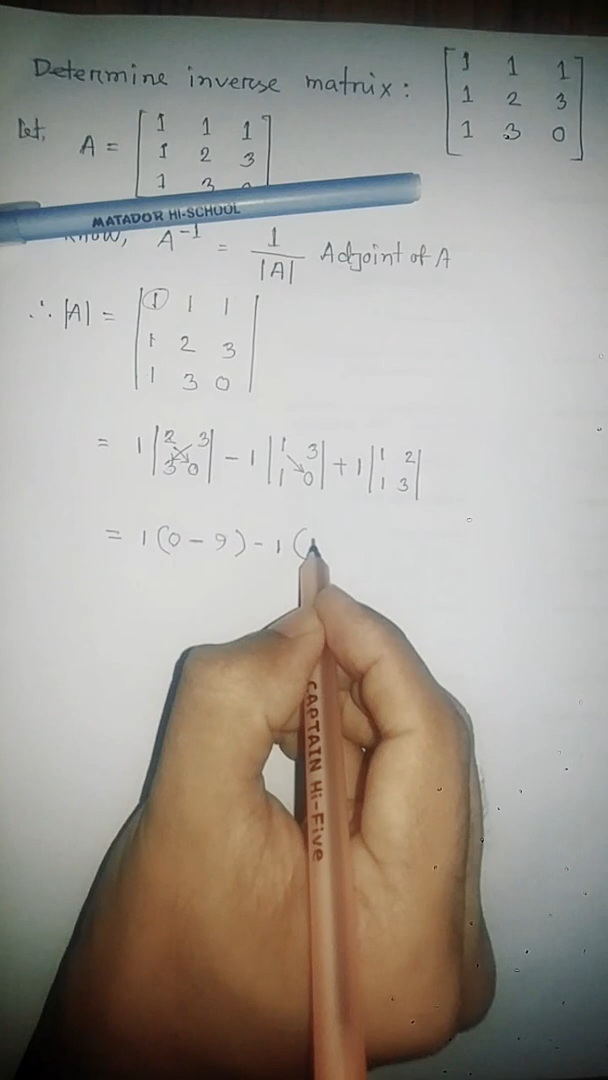 Determine inverse matrix: [1 1 1
1 2 3
1 3 0]
Let, A = [1 1 1
1 2 3
1 3
MATADOR HI-SCHOOL
know, A⁻¹ = 1/|A| Adjoint of A
∴ |A| = |1 1 1
1 2 3
1 3 0|
= 1|2 3
3 0| - 1|1 3
1 0| + 1|1 2
1 3|
= 1(0 - 9) - 1(
CAPTAIN Hi-Five